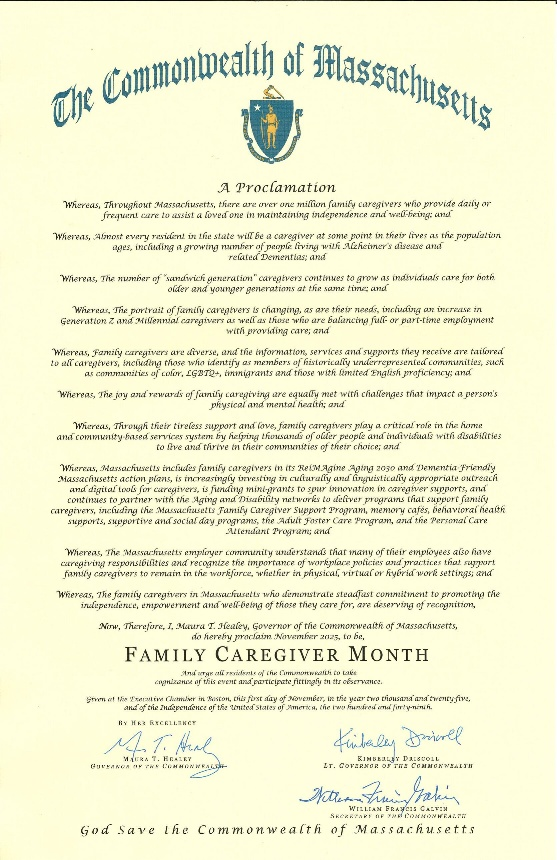 The Commonwealth of Massachusetts
A Proclamation
Whereas, Throughout Massachusetts, there are over one million family caregivers who provide daily or
frequent care to assist a loved one in maintaining independence and well-being; and
Whereas, Almost every resident in the state will be a caregiver at some point in their lives as the population
ages, including a growing number of people living with Alzheimer's disease and
related Dementias; and
Whereas, The number of "sandwich generation" caregivers continues to grow as individuals care for both
older and younger generations at the same time; and
Whereas, The portrait of family caregivers is changing, as are their needs, including an increase in
Generation Z and Millennial caregivers as well as those who are balancing full- or part-time employment
with providing care; and
Whereas, Family caregivers are diverse, and the information, services and supports they receive are tailored
to all caregivers, including those who identify as members of historically underrepresented communities, such
as communities of color, LGBTQ+, immigrants and those with limited English proficiency; and
Whereas, The joy and rewards of family caregiving are equally met with challenges that impact a person's
physical and mental health; and
Whereas, Through their tireless support and love, family caregivers play a critical role in the home
and community-based services system by helping thousands of older people and individuals with disabilities
to live and thrive in their communities of their choice; and
Whereas, Massachusetts includes family caregivers in its ReiMAgine Aging 2030 and Dementia-Friendly
Massachusetts action plans, is increasingly investing in culturally and linguistically appropriate outreach
and digital tools for caregivers, is funding mini-grants to spur innovation in caregiver supports, and
continues to partner with the Aging and Disability networks to deliver programs that support family
caregivers, including the Massachusetts Family Caregiver Support Program, memory cafés, behavioral health
supports, supportive and social day programs, the Adult Foster Care Program, and the Personal Care
Attendant Program; and
Whereas, The Massachusetts employer community understands that many of their employees also have
caregiving responsibilities and recognize the importance of workplace policies and practices that support
family caregivers to remain in the workforce, whether in physical, virtual or hybrid work settings; and
Whereas, The family caregivers in Massachusetts who demonstrate steadfast commitment to promoting the
independence, empowerment and well-being of those they care for, are deserving of recognition,
Now, Therefore, I, Maura T. Healey, Governor of the Commonwealth of Massachusetts,
do hereby proclaim November 2025, to be,
FAMILY CAREGIVER MONTH
And urge all residents of the Commonwealth to take
cognizance of this event and participate fittingly in its observance.
Given at the Executive Chamber in Boston, this first day of November, in the year two thousand and twenty-five,
and of the Independence of the United States of America, the two hundred and forty-ninth.
BY HER EXCELLENCY
MAURA T. HEALEY
GOVERNOR OF THE COMMONWEALTH
Kimberley Driscoll
KIMBERLEY DRISCOLL
LT. GOVERNOR OF THE COMMONWEALTH
William Francis Galvin
WILLIAM FRANCIS GALVIN
SECRETARY OF THE COMMONWEALTH
God Save the Commonwealth of Massachusetts